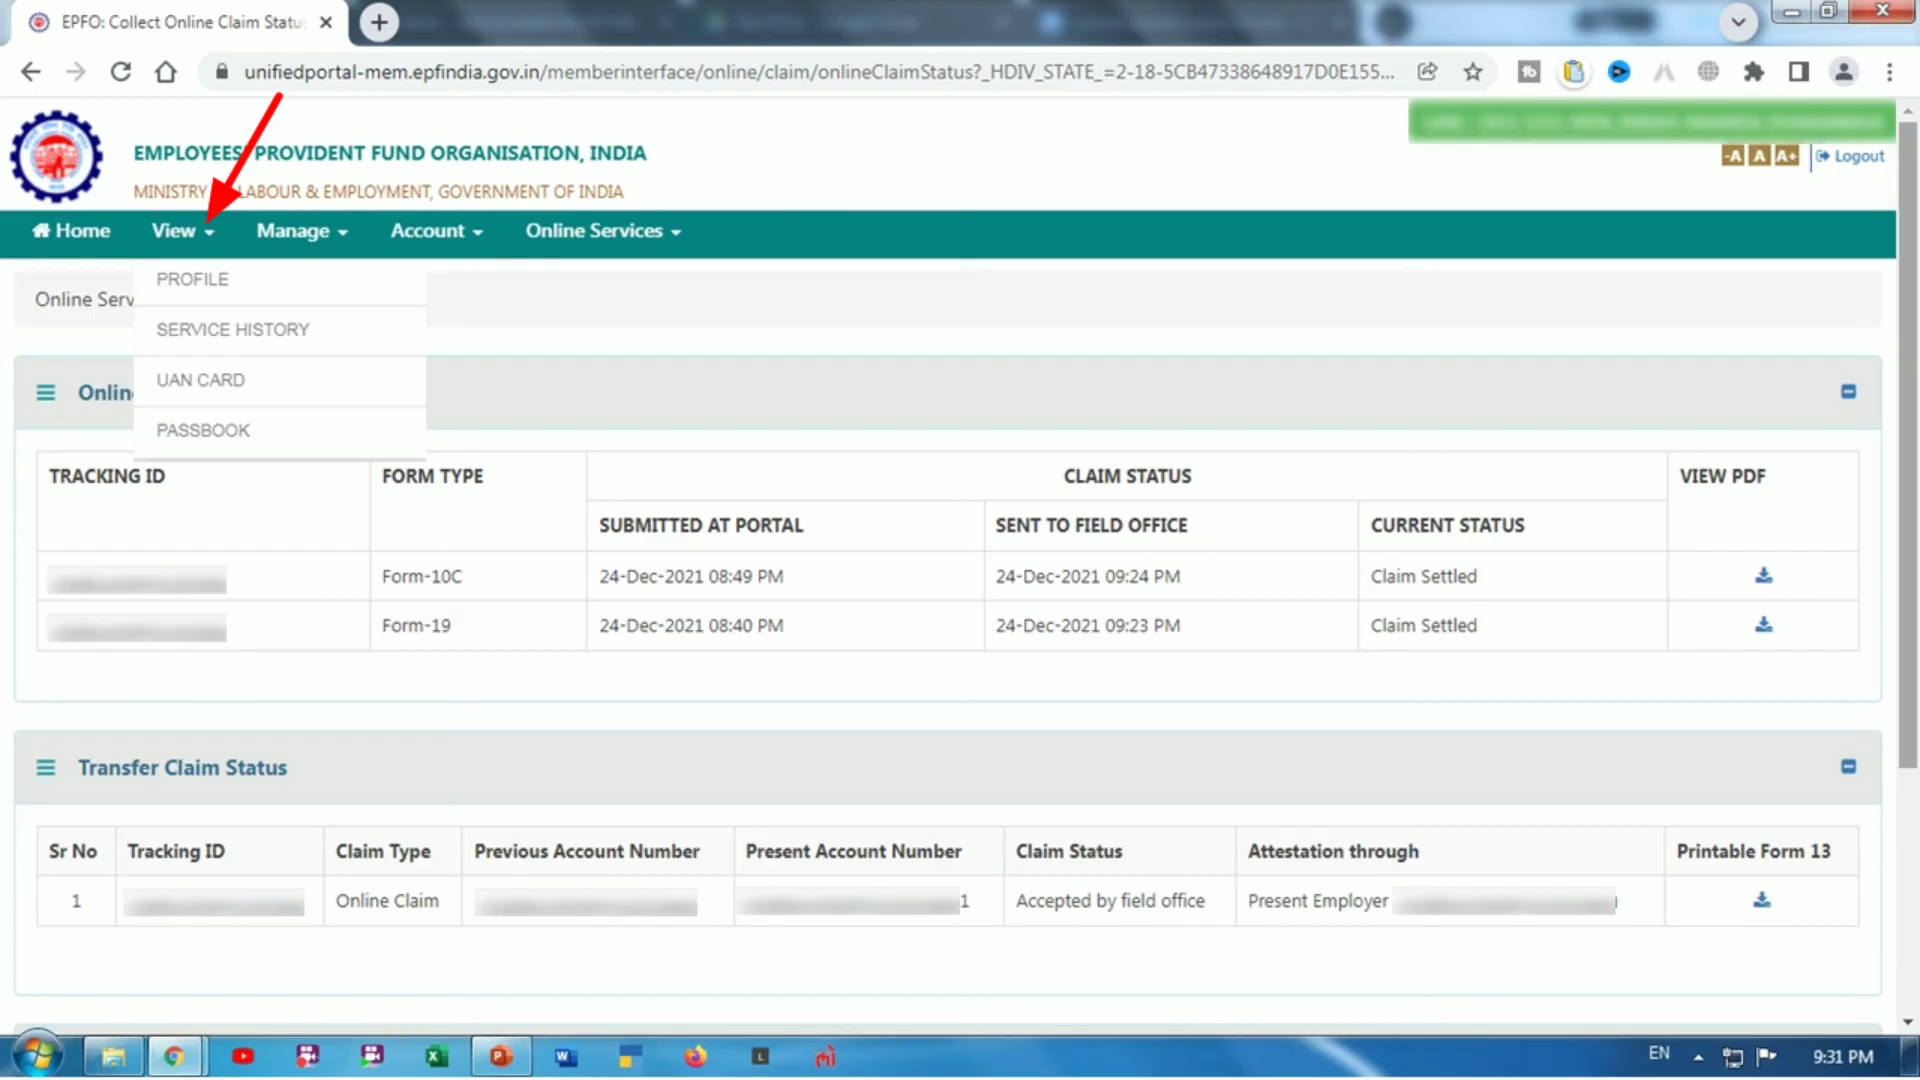 EPFO: Collect Online Claim Status
unifiedportal-mem.epfindia.gov.in/memberinterface/online/claim/onlineClaimStatus?_HDIV_STATE_=2-18-5CB47338648917D0E155...
EMPLOYEES' PROVIDENT FUND ORGANISATION, INDIA
MINISTRY LABOUR & EMPLOYMENT, GOVERNMENT OF INDIA
-A A A+ Logout
Home View Manage Account Online Services
PROFILE
Online Serv
SERVICE HISTORY
UAN CARD
Onlin
PASSBOOK
TRACKING ID FORM TYPE CLAIM STATUS VIEW PDF
SUBMITTED AT PORTAL SENT TO FIELD OFFICE CURRENT STATUS
Form-10C 24-Dec-2021 08:49 PM 24-Dec-2021 09:24 PM Claim Settled
Form-19 24-Dec-2021 08:40 PM 24-Dec-2021 09:23 PM Claim Settled
Transfer Claim Status
Sr No Tracking ID Claim Type Previous Account Number Present Account Number Claim Status Attestation through Printable Form 13
1 Online Claim 1 Accepted by field office Present Employer
EN 9:31 PM